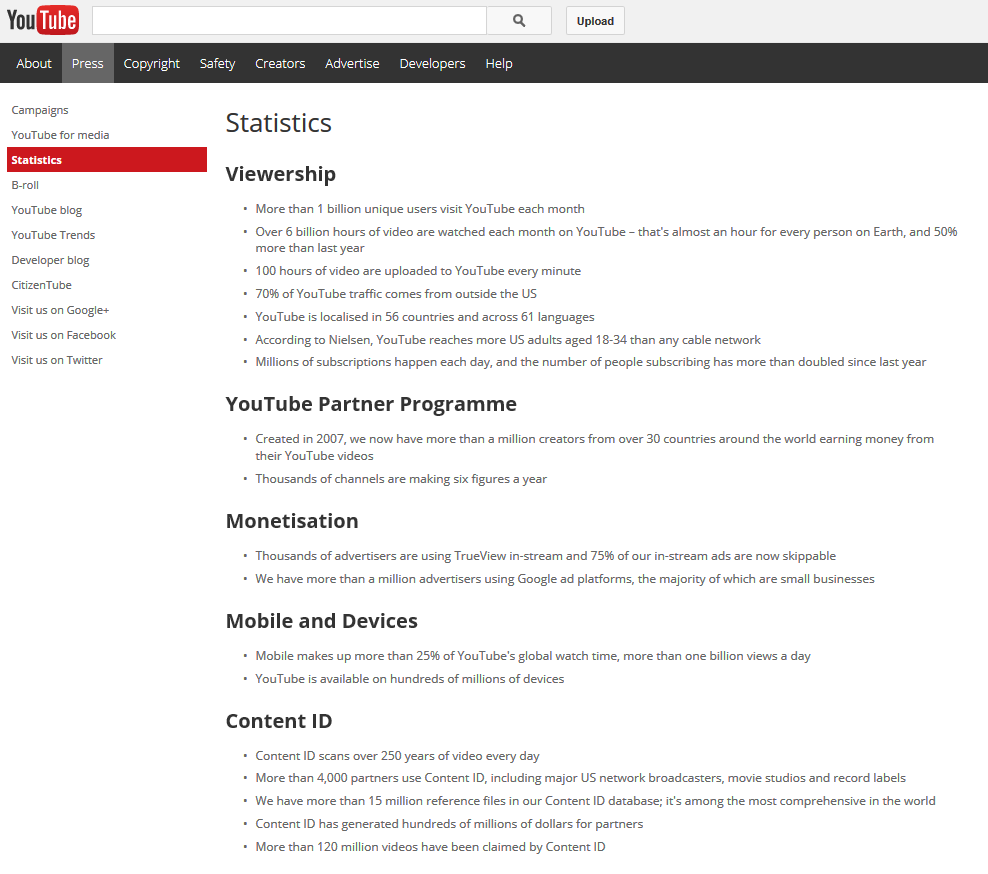 YouTube
Upload
About Press Copyright Safety Creators Advertise Developers Help
Campaigns
YouTube for media
Statistics
B-roll
YouTube blog
YouTube Trends
Developer blog
CitizenTube
Visit us on Google+
Visit us on Facebook
Visit us on Twitter
Statistics
Viewership
• More than 1 billion unique users visit YouTube each month
• Over 6 billion hours of video are watched each month on YouTube – that's almost an hour for every person on Earth, and 50%
more than last year
• 100 hours of video are uploaded to YouTube every minute
• 70% of YouTube traffic comes from outside the US
• YouTube is localised in 56 countries and across 61 languages
• According to Nielsen, YouTube reaches more US adults aged 18-34 than any cable network
• Millions of subscriptions happen each day, and the number of people subscribing has more than doubled since last year
YouTube Partner Programme
• Created in 2007, we now have more than a million creators from over 30 countries around the world earning money from
their YouTube videos
• Thousands of channels are making six figures a year
Monetisation
• Thousands of advertisers are using TrueView in-stream and 75% of our in-stream ads are now skippable
• We have more than a million advertisers using Google ad platforms, the majority of which are small businesses
Mobile and Devices
• Mobile makes up more than 25% of YouTube's global watch time, more than one billion views a day
• YouTube is available on hundreds of millions of devices
Content ID
• Content ID scans over 250 years of video every day
• More than 4,000 partners use Content ID, including major US network broadcasters, movie studios and record labels
• We have more than 15 million reference files in our Content ID database; it's among the most comprehensive in the world
• Content ID has generated hundreds of millions of dollars for partners
• More than 120 million videos have been claimed by Content ID